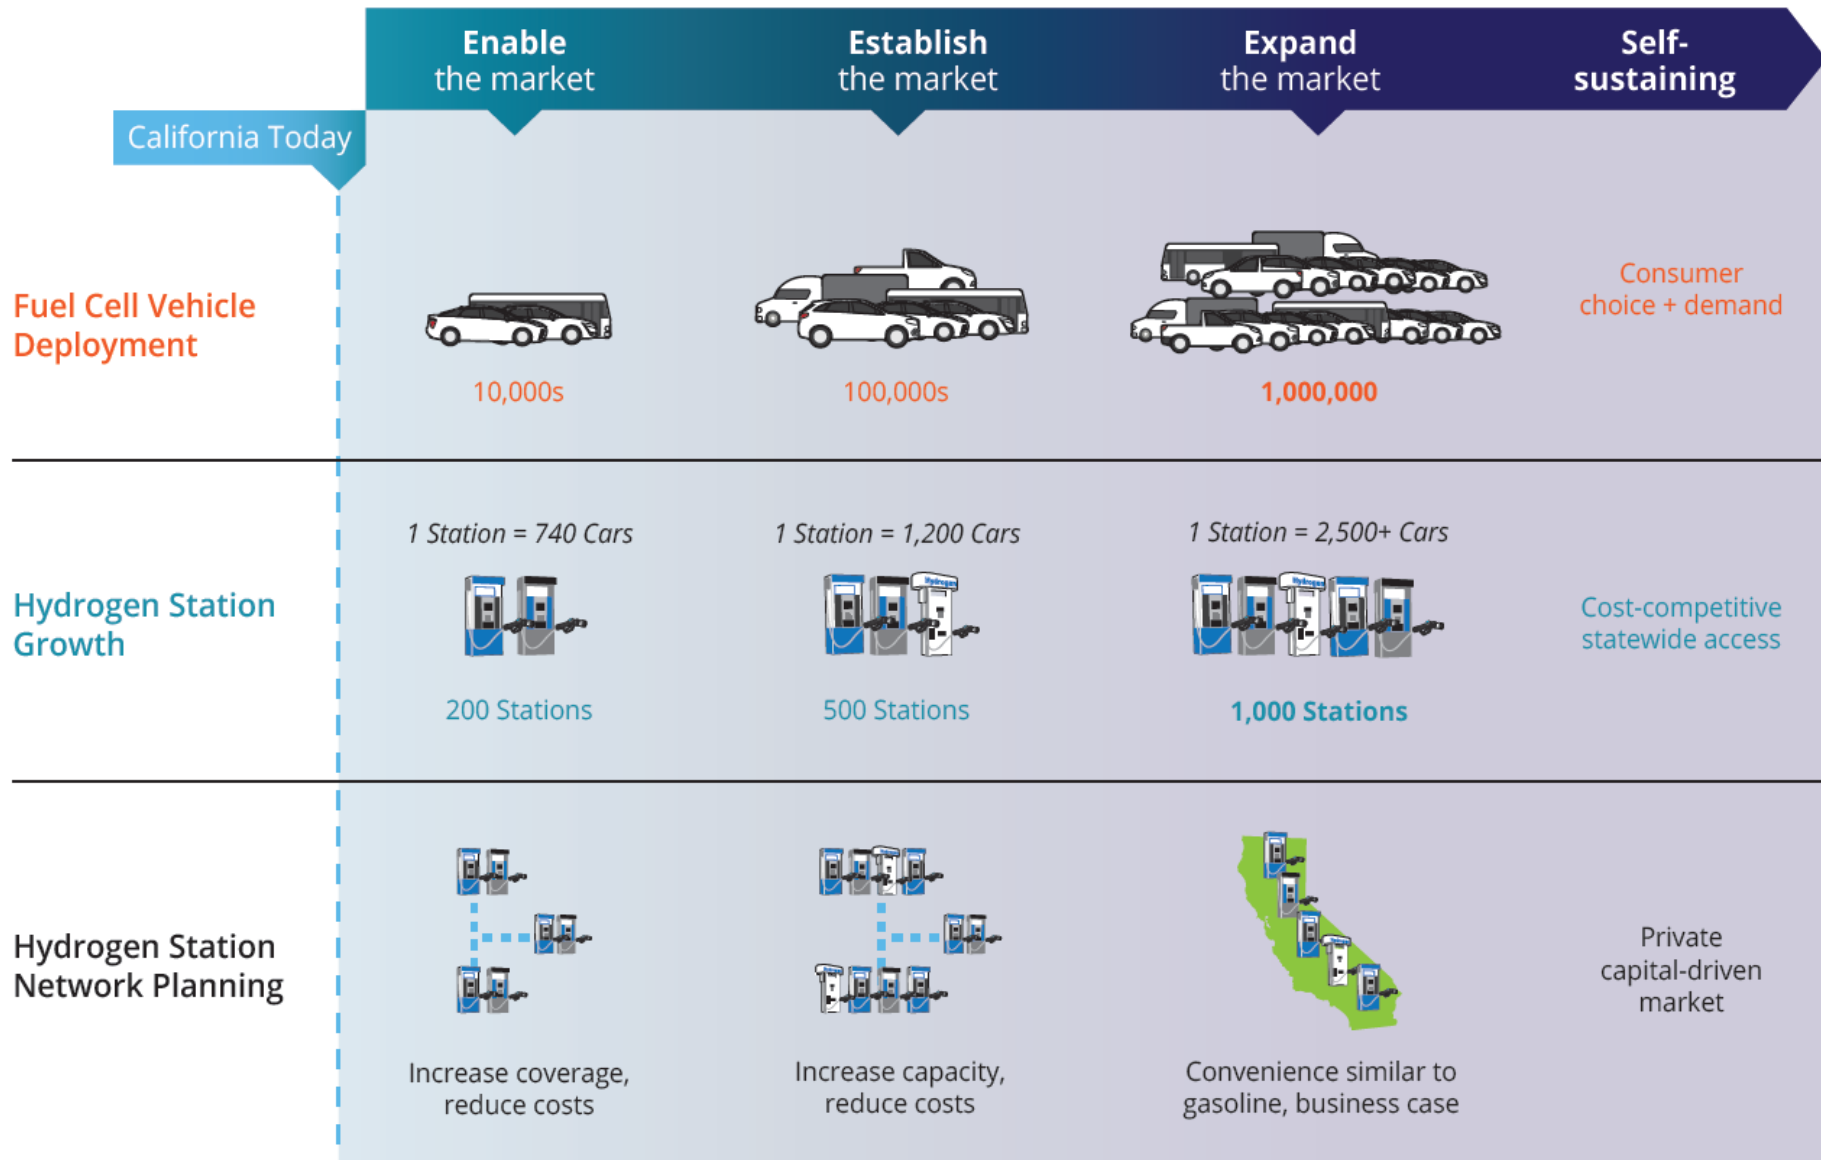 Enable
the market
Establish
the market
Expand
the market
Self-
sustaining
California Today
Fuel Cell Vehicle
Deployment
10,000s
100,000s
1,000,000
Consumer
choice + demand
Hydrogen Station
Growth
1 Station = 740 Cars
200 Stations
1 Station = 1,200 Cars
Hydrogen
500 Stations
1 Station = 2,500+ Cars
Hydrogen
1,000 Stations
Cost-competitive
statewide access
Hydrogen Station
Network Planning
Increase coverage,
reduce costs
Increase capacity,
reduce costs
Convenience similar to
gasoline, business case
Private
capital-driven
market